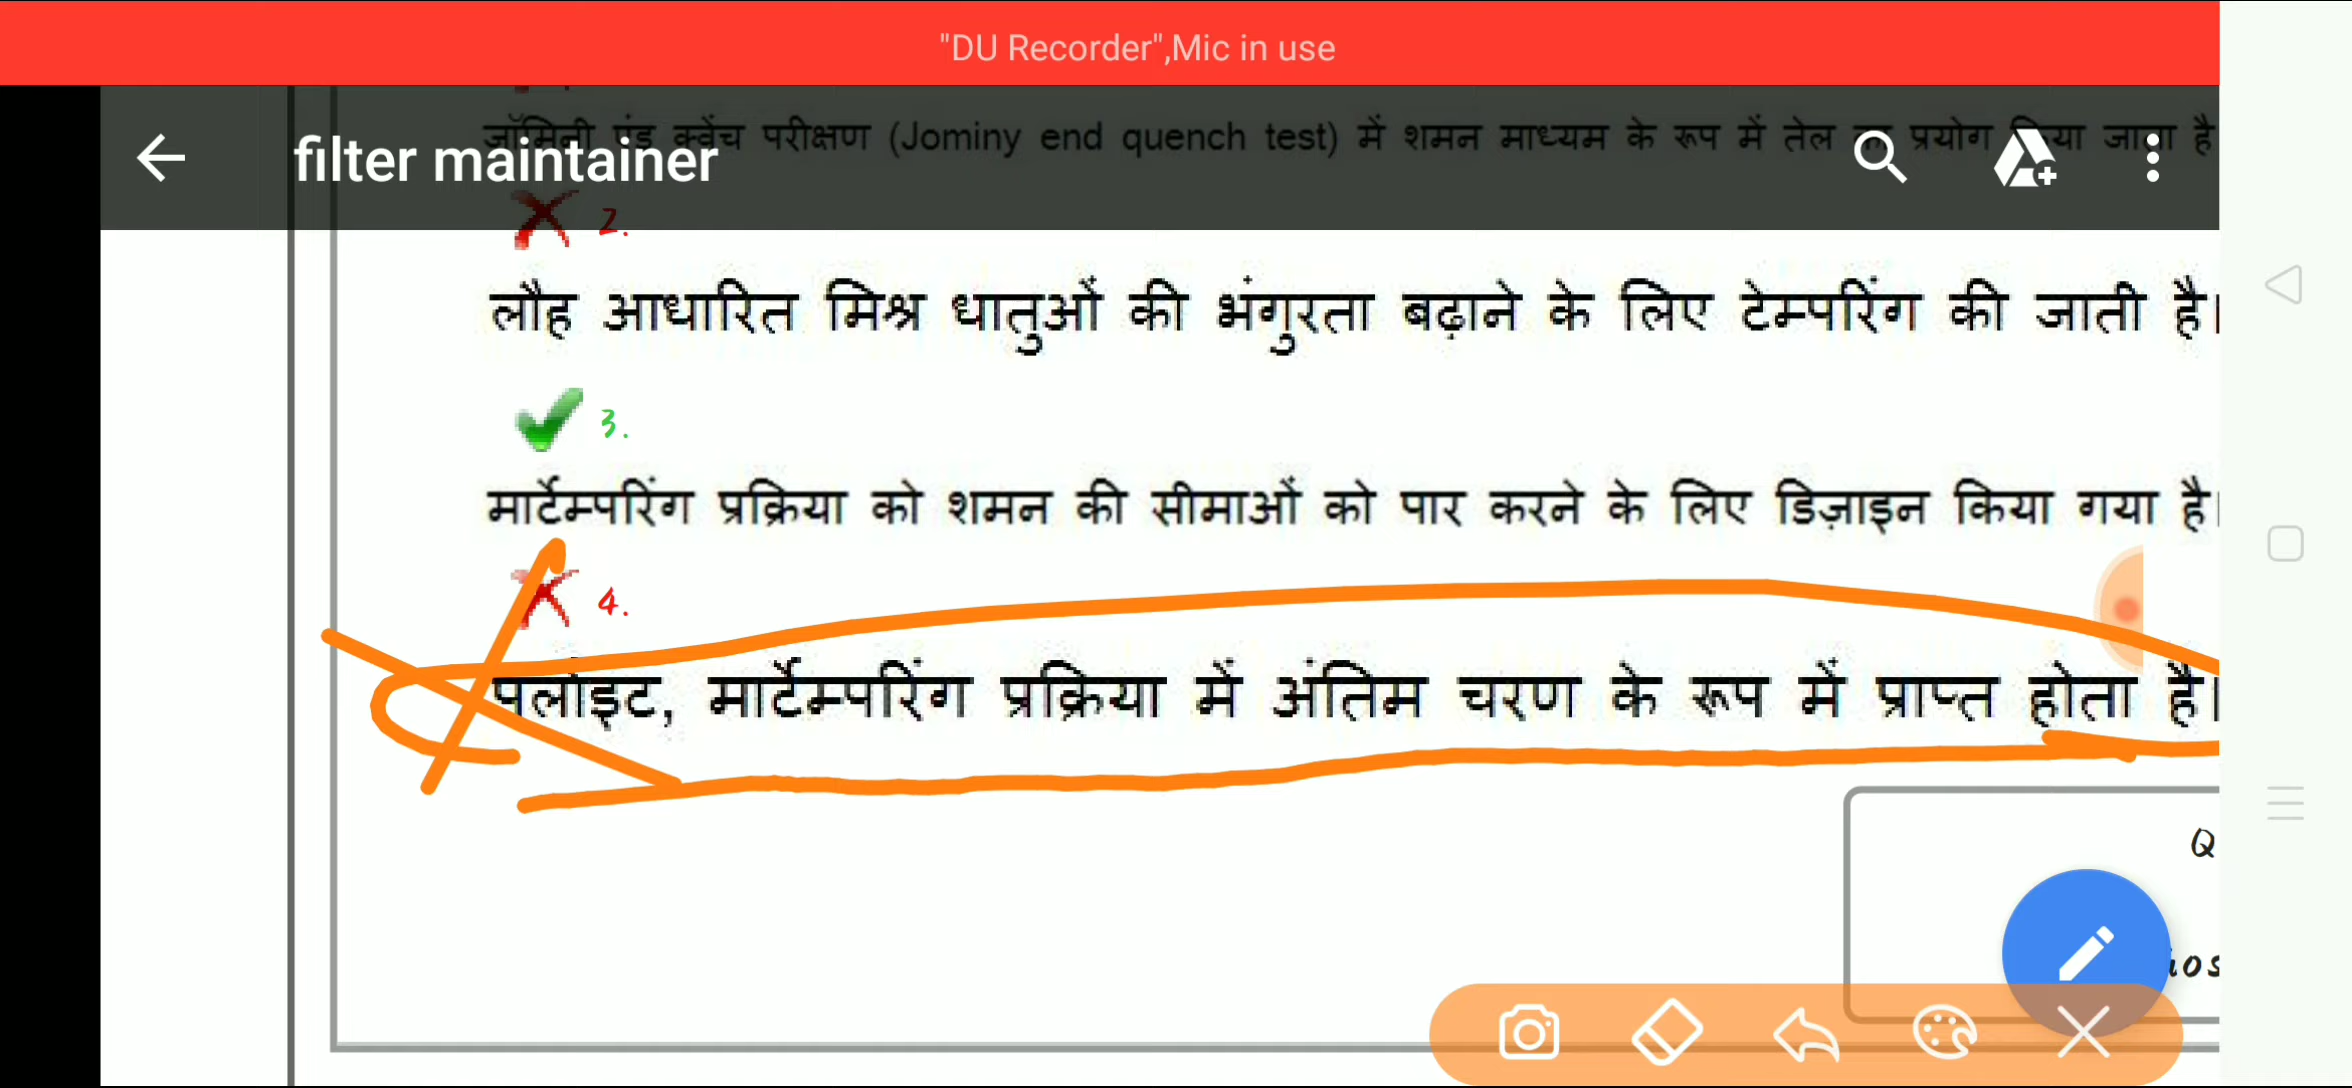 "DU Recorder",Mic in use
जॉमिनी एंड क्वेंच परीक्षण (Jominy end quench test) में शमन माध्यम के रूप में तेल का प्रयोग किया जाता है
filter maintainer
2.
लौह आधारित मिश्र धातुओं की भंगुरता बढ़ाने के लिए टेम्परिंग की जाती है।
3.
मार्टेम्परिंग प्रक्रिया को शमन की सीमाओं को पार करने के लिए डिज़ाइन किया गया है।
4.
पर्लाइट, मार्टेम्परिंग प्रक्रिया में अंतिम चरण के रूप में प्राप्त होता है।
Q